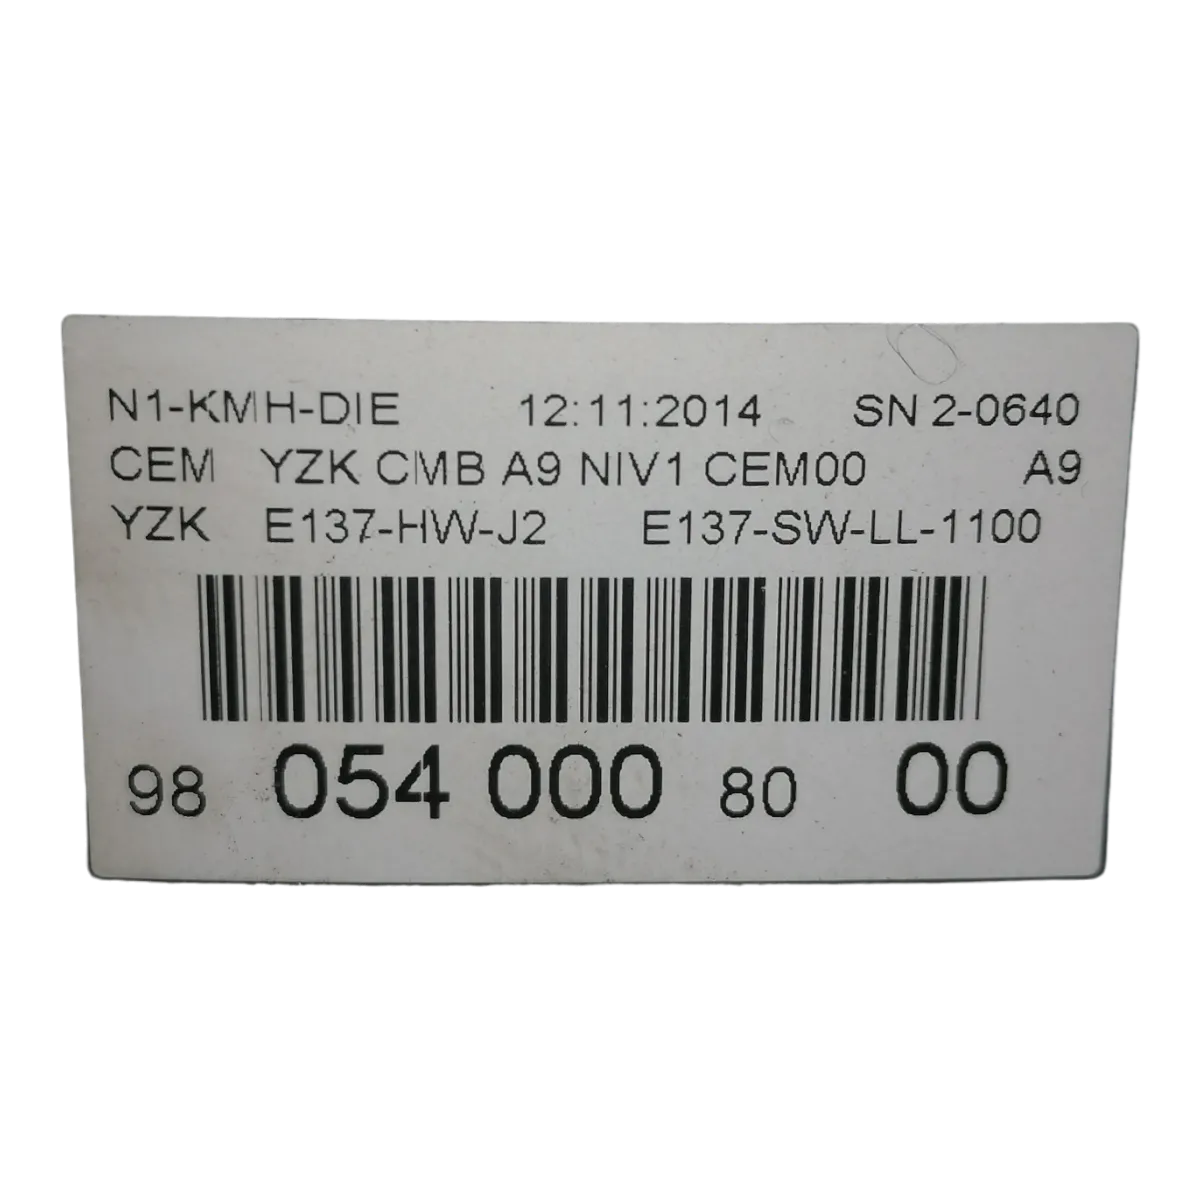 N1-KMH-DIE 12:11:2014 SN 2-0640
CEM YZK CMB A9 NIV1 CEM00 A9
YZK E137-HW-J2 E137-SW-LL-1100
98 054 000 80 00